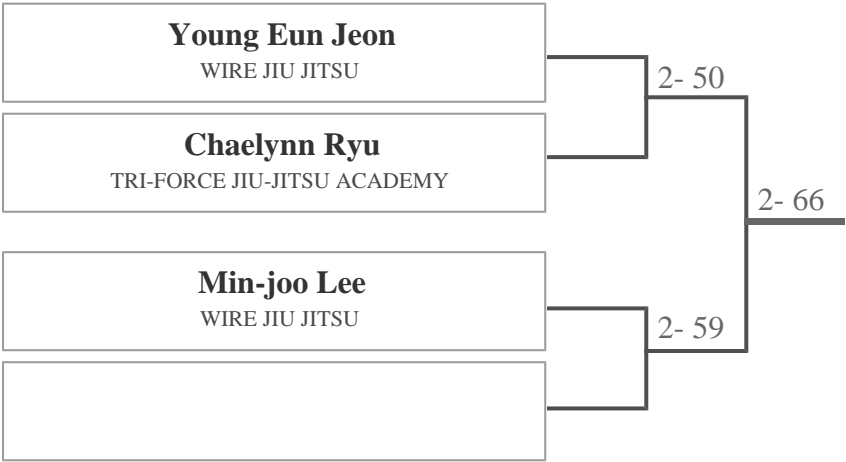 Young Eun Jeon
WIRE JIU JITSU
2- 50
Chaelynn Ryu
TRI-FORCE JIU-JITSU ACADEMY
2- 66
Min-joo Lee
WIRE JIU JITSU
2- 59